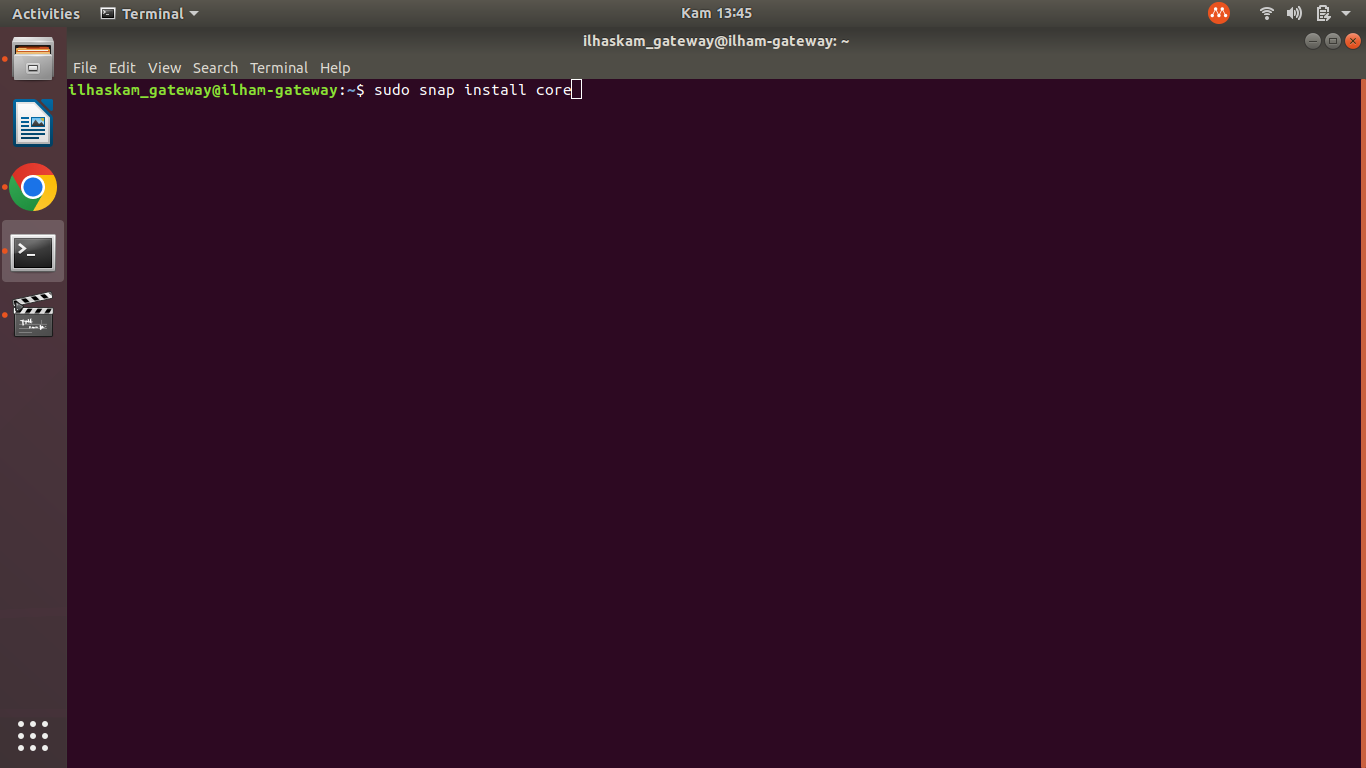 Activities Terminal Kam 13:45
ilhaskam_gateway@ilham-gateway: ~
File Edit View Search Terminal Help
ilhaskam_gateway@ilham-gateway:~$ sudo snap install core